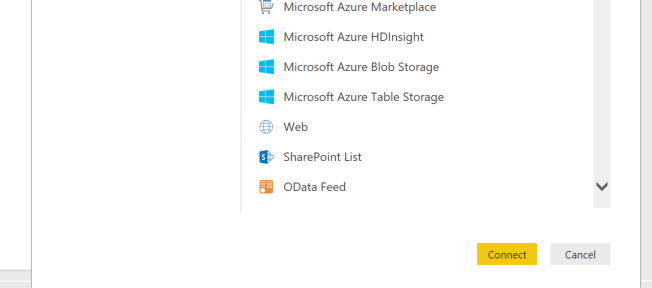 Microsoft Azure Marketplace
Microsoft Azure HDInsight
Microsoft Azure Blob Storage
Microsoft Azure Table Storage
Web
SharePoint List
OData Feed
Connect
Cancel